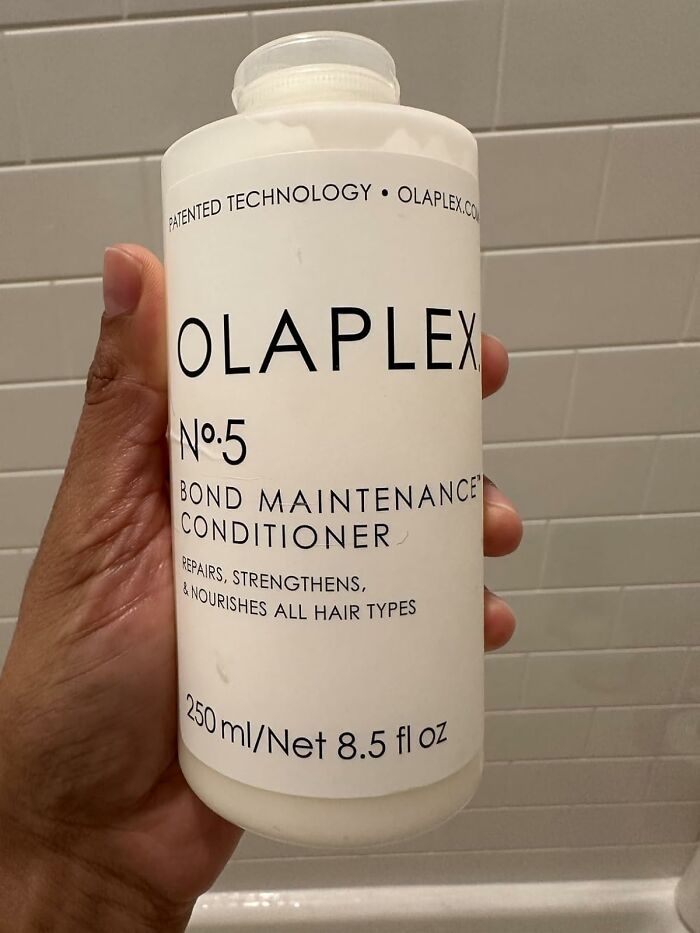 PATENTED TECHNOLOGY • OLAPLEX.COM
OLAPLEX.
Nº.5
BOND MAINTENANCE™
CONDITIONER
REPAIRS, STRENGTHENS,
& NOURISHES ALL HAIR TYPES
250 ml/Net 8.5 fl oz